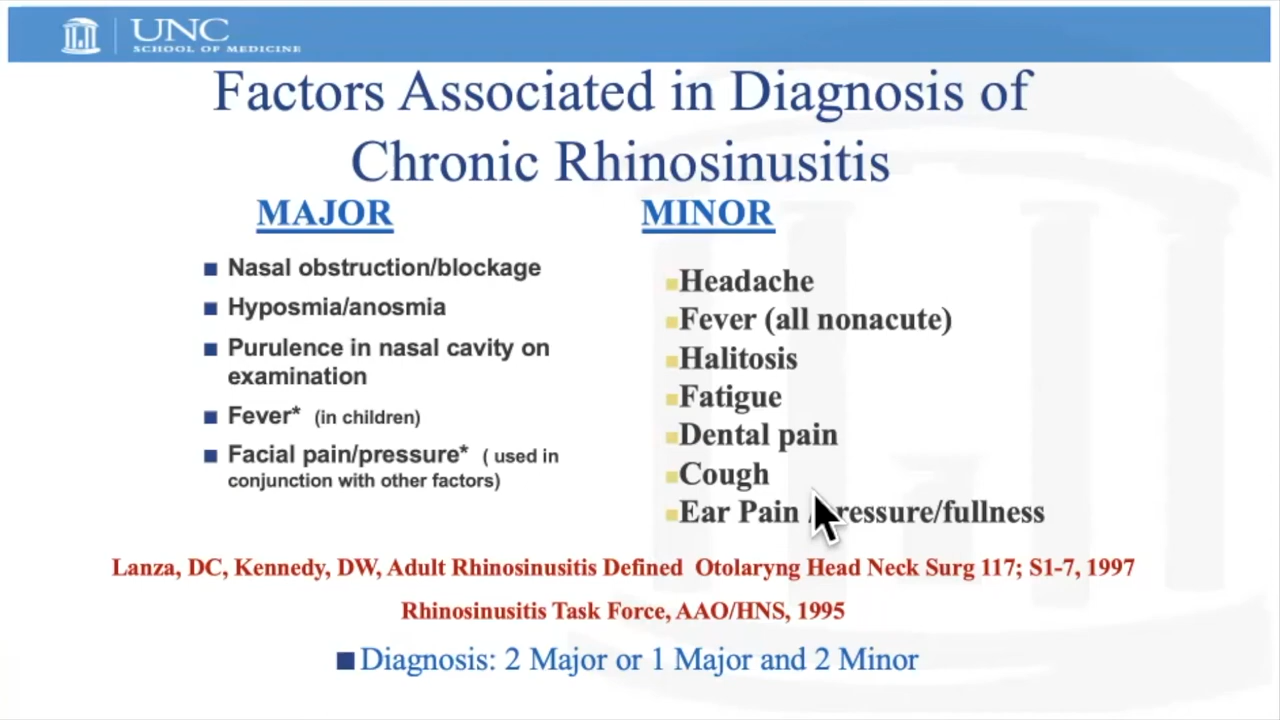 UNC
SCHOOL OF MEDICINE
Factors Associated in Diagnosis of
Chronic Rhinosinusitis
MAJOR
Nasal obstruction/blockage
Hyposmia/anosmia
Purulence in nasal cavity on
examination
Fever* (in children)
Facial pain/pressure* ( used in
conjunction with other factors)
MINOR
Headache
Fever (all nonacute)
Halitosis
Fatigue
Dental pain
Cough
Ear Pain /pressure/fullness
Lanza, DC, Kennedy, DW, Adult Rhinosinusitis Defined Otolaryng Head Neck Surg 117; S1-7, 1997
Rhinosinusitis Task Force, AAO/HNS, 1995
Diagnosis: 2 Major or 1 Major and 2 Minor